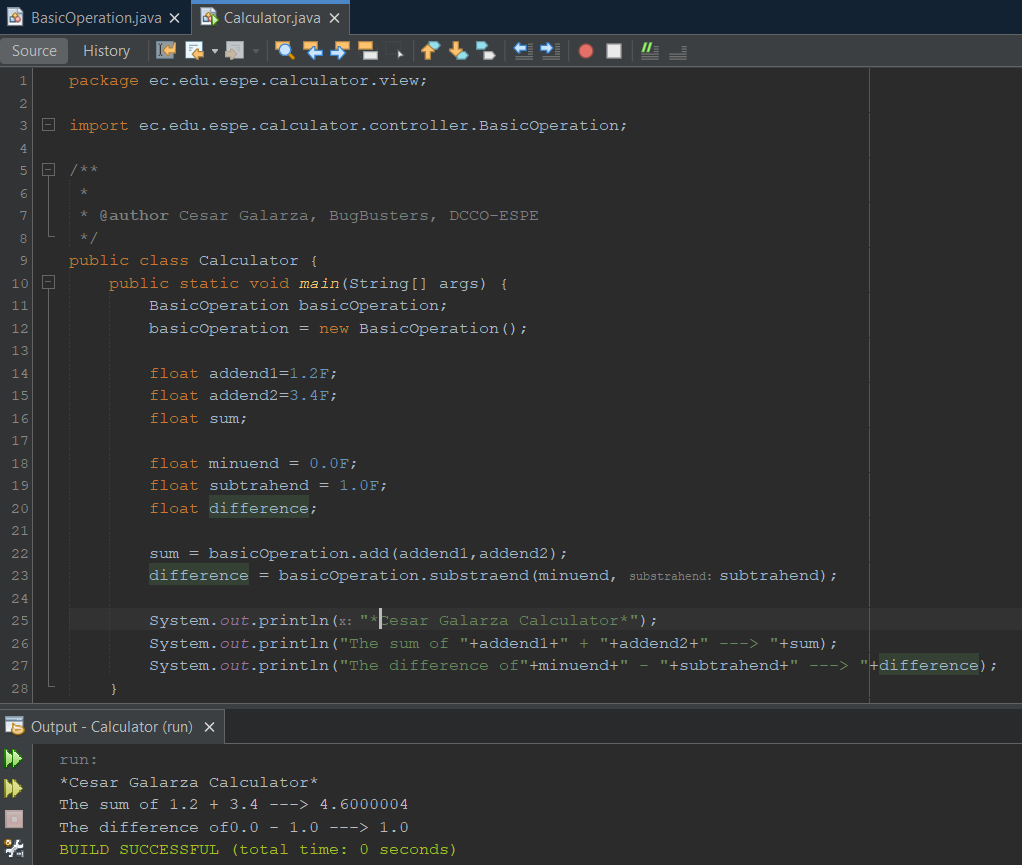 BasicOperation.java × Calculator.java ×
Source History
1 package ec.edu.espe.calculator.view;
2
3 import ec.edu.espe.calculator.controller.BasicOperation;
4
5 /**
6 *
7 * @author Cesar Galarza, BugBusters, DCCO-ESPE
8 */
9 public class Calculator {
10 public static void main(String[] args) {
11 BasicOperation basicOperation;
12 basicOperation = new BasicOperation();
13
14 float addend1=1.2F;
15 float addend2=3.4F;
16 float sum;
17
18 float minuend = 0.0F;
19 float subtrahend = 1.0F;
20 float difference;
21
22 sum = basicOperation.add(addend1,addend2);
23 difference = basicOperation.substraend(minuend, substrahend: subtrahend);
24
25 System.out.println(x: "*Cesar Galarza Calculator*");
26 System.out.println("The sum of "+addend1+" + "+addend2+" ---> "+sum);
27 System.out.println("The difference of"+minuend+" - "+subtrahend+" ---> "+difference);
28 }
Output - Calculator (run) ×
run:
*Cesar Galarza Calculator*
The sum of 1.2 + 3.4 ---> 4.6000004
The difference of0.0 - 1.0 ---> 1.0
BUILD SUCCESSFUL (total time: 0 seconds)